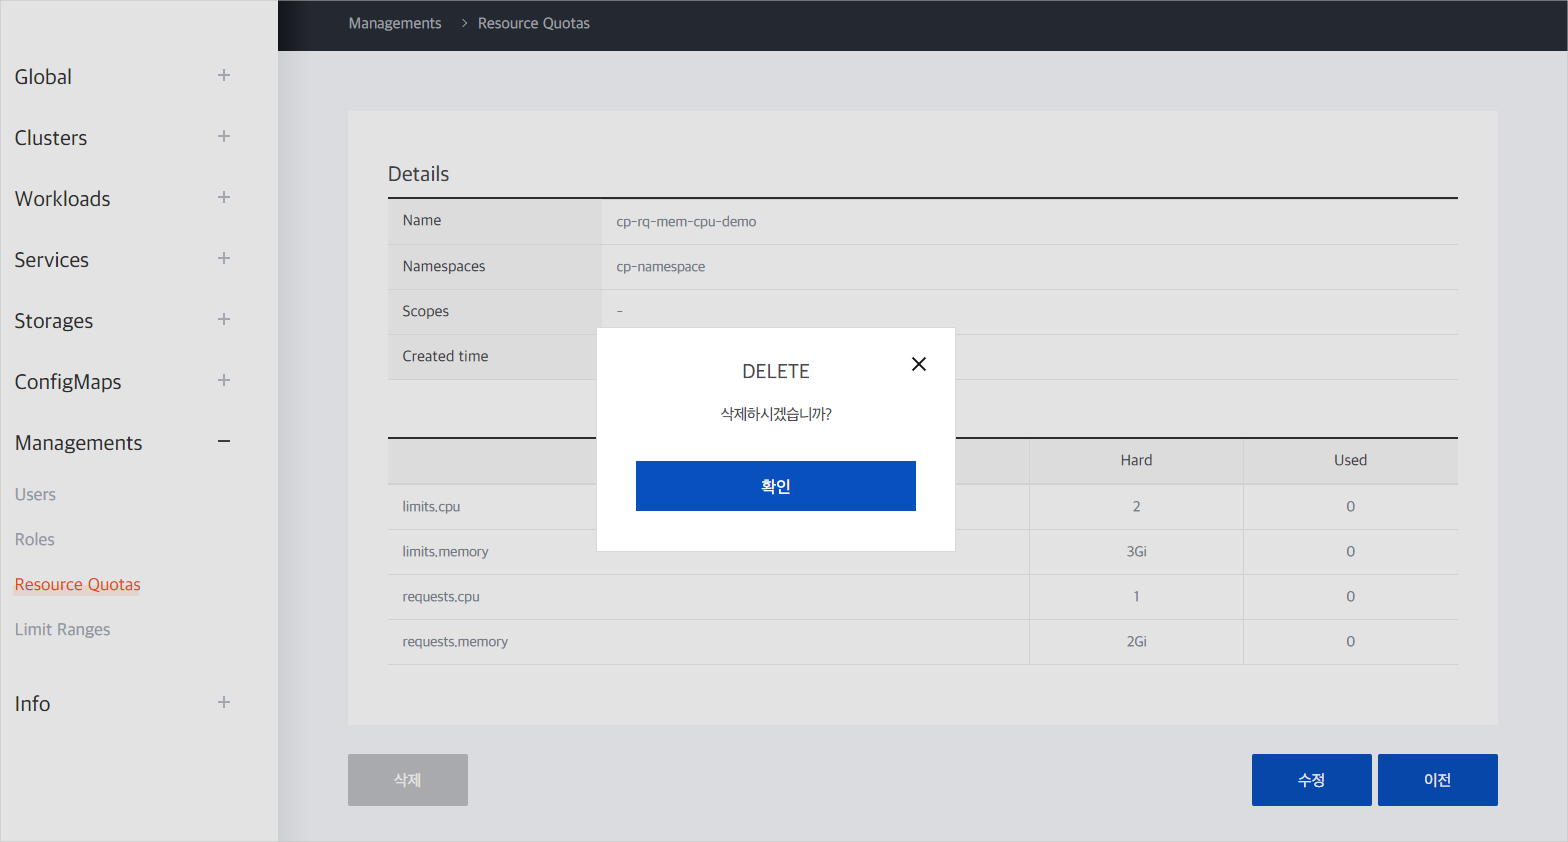 Managements > Resource Quotas
Global +
Clusters +
Workloads +
Services +
Storages +
ConfigMaps +
Managements −
Users
Roles
Resource Quotas
Limit Ranges
Info +
Details
Name cp-rq-mem-cpu-demo
Namespaces cp-namespace
Scopes -
Created time
DELETE
삭제하시겠습니까?
확인
Hard Used
limits.cpu 2 0
limits.memory 3Gi 0
requests.cpu 1 0
requests.memory 2Gi 0
삭제 수정 이전